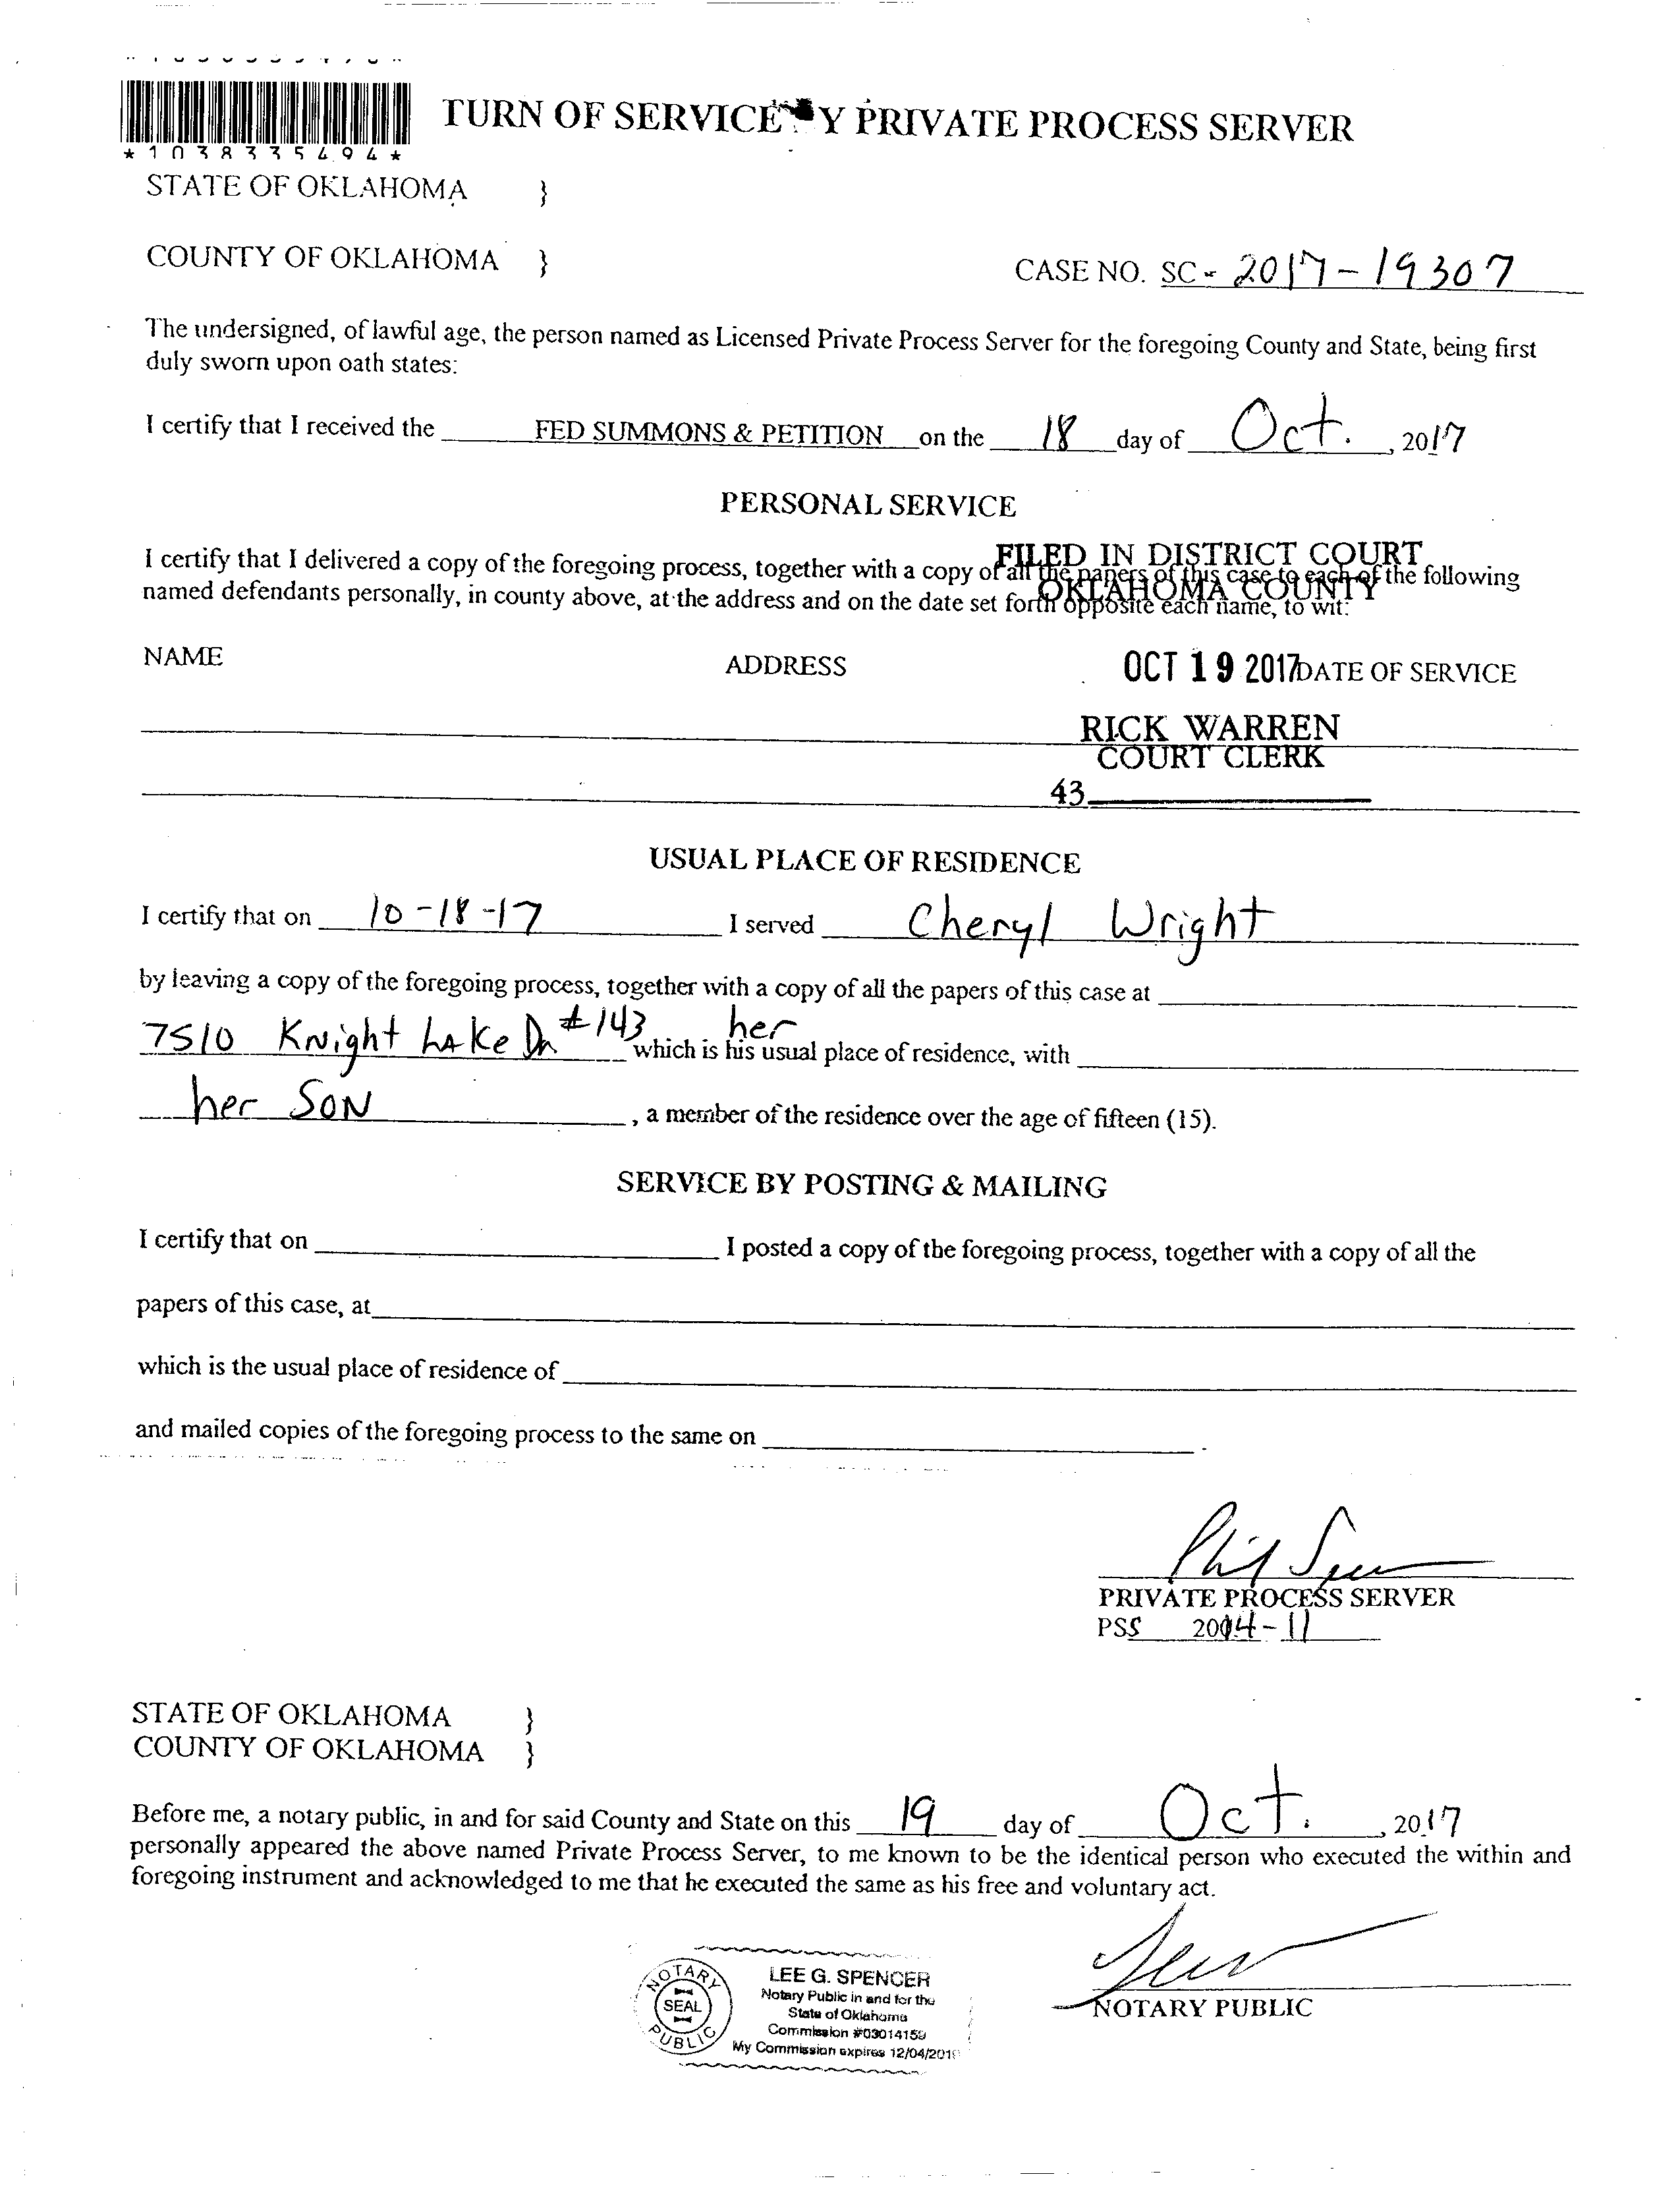 *1038335494*
TURN OF SERVICE Y PRIVATE PROCESS SERVER
STATE OF OKLAHOMA }
COUNTY OF OKLAHOMA }
CASE NO. SC - 2017-19307
The undersigned, of lawful age, the person named as Licensed Private Process Server for the foregoing County and State, being first
duly sworn upon oath states:
I certify that I received the FED SUMMONS & PETITION on the 18 day of Oct. , 2017
PERSONAL SERVICE
I certify that I delivered a copy of the foregoing process, together with a copy of all the papers of this case to each of the following
named defendants personally, in county above, at the address and on the date set forth opposite each name, to wit:
FILED IN DISTRICT COURT
OKLAHOMA COUNTY
NAME ADDRESS DATE OF SERVICE
OCT 19 2017
RICK WARREN
COURT CLERK
43
USUAL PLACE OF RESIDENCE
I certify that on 10-18-17 I served Cheryl Wright
by leaving a copy of the foregoing process, together with a copy of all the papers of this case at
7510 Knight Lake Dr #143 which is his her usual place of residence, with
her SON , a member of the residence over the age of fifteen (15).
SERVICE BY POSTING & MAILING
I certify that on I posted a copy of the foregoing process, together with a copy of all the
papers of this case, at
which is the usual place of residence of
and mailed copies of the foregoing process to the same on .
PRIVATE PROCESS SERVER
PSS 2004-11
STATE OF OKLAHOMA }
COUNTY OF OKLAHOMA }
Before me, a notary public, in and for said County and State on this 19 day of Oct. , 2017
personally appeared the above named Private Process Server, to me known to be the identical person who executed the within and
foregoing instrument and acknowledged to me that he executed the same as his free and voluntary act.
NOTARY PUBLIC
NOTARY
SEAL
PUBLIC
LEE G. SPENCER
Notary Public in and for the
State of Oklahoma
Commission #03014159
My Commission expires 12/04/201